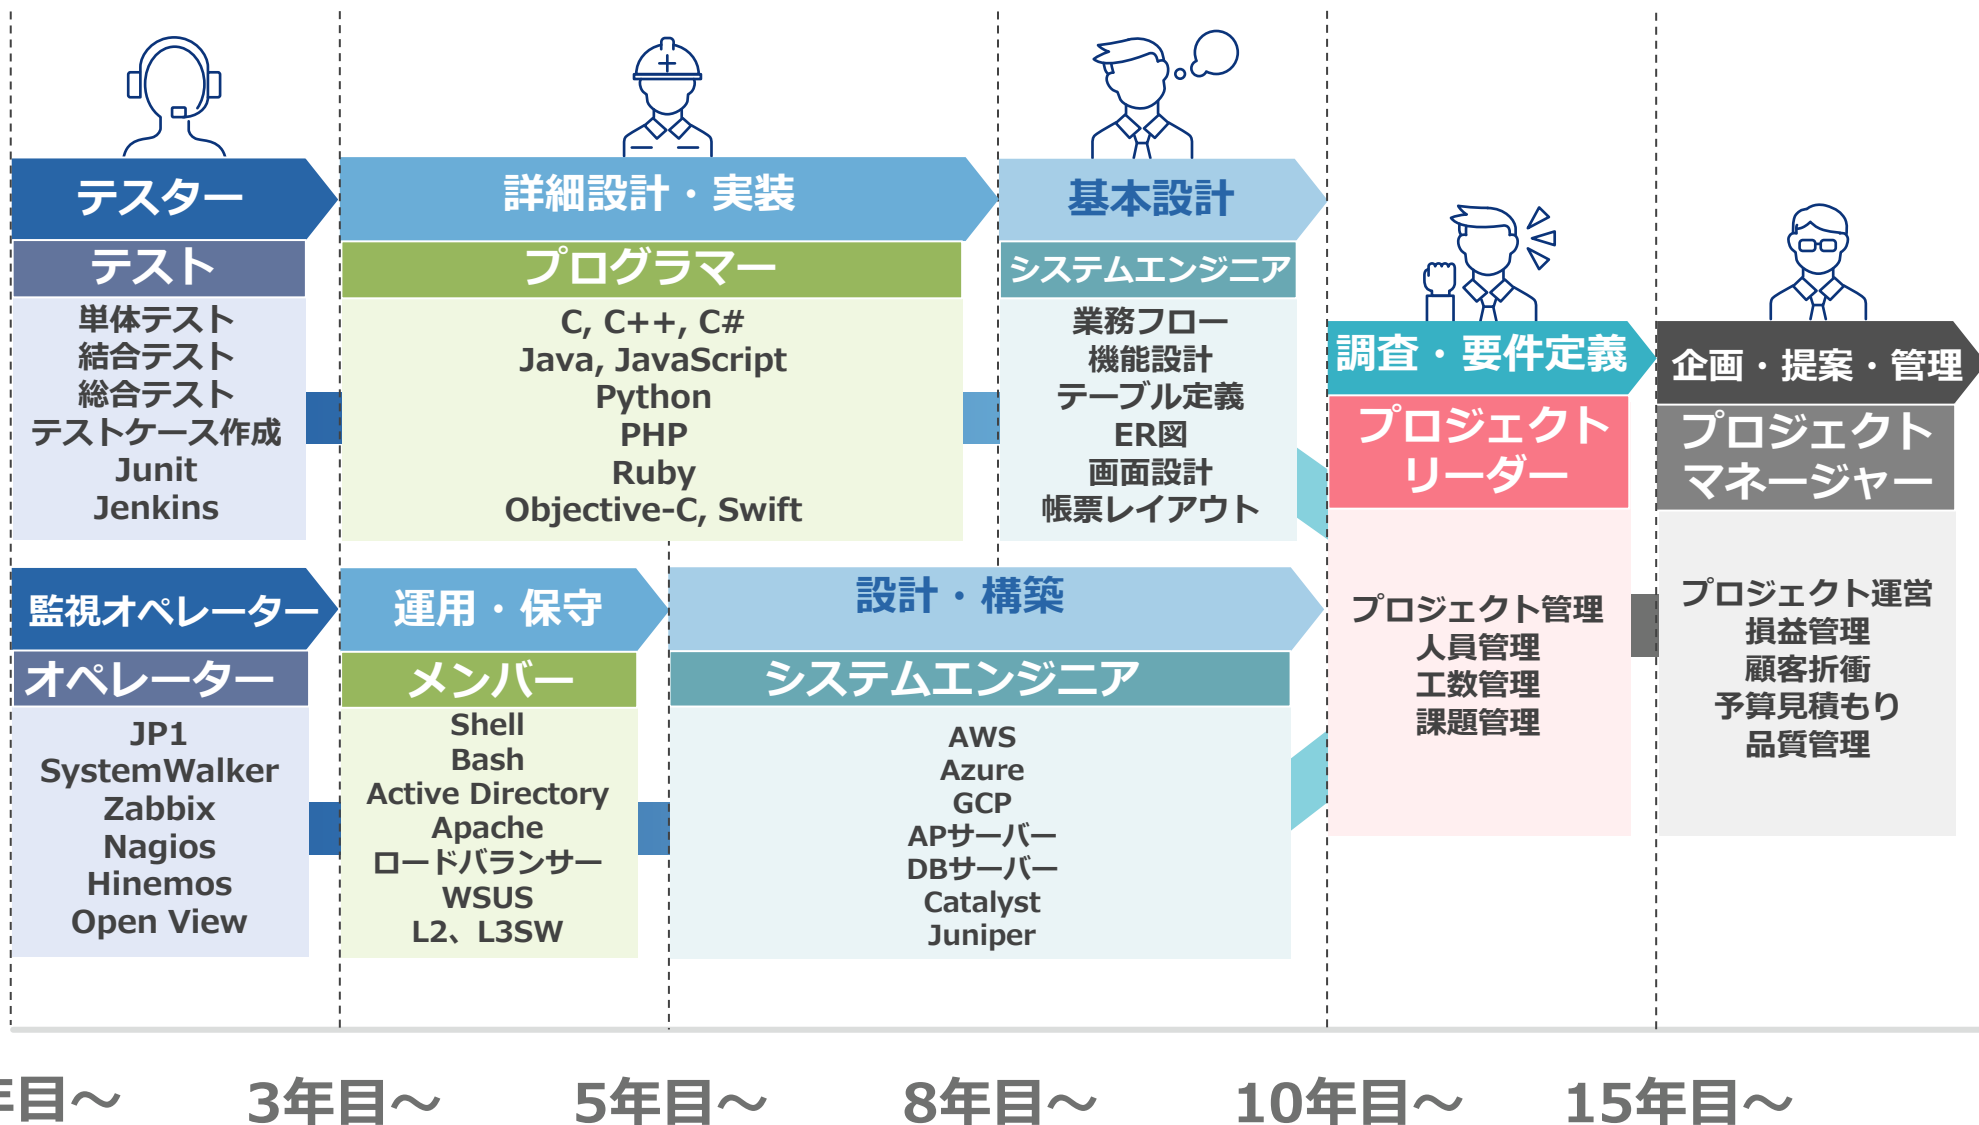 テスター
テスト
単体テスト
結合テスト
総合テスト
テストケース作成
Junit
Jenkins
詳細設計・実装
プログラマー
C, C++, C#
Java, JavaScript
Python
PHP
Ruby
Objective-C, Swift
基本設計
システムエンジニア
業務フロー
機能設計
テーブル定義
ER図
画面設計
帳票レイアウト
監視オペレーター
オペレーター
JP1
SystemWalker
Zabbix
Nagios
Hinemos
Open View
運用・保守
メンバー
Shell
Bash
Active Directory
Apache
ロードバランサー
WSUS
L2、L3SW
設計・構築
システムエンジニア
AWS
Azure
GCP
APサーバー
DBサーバー
Catalyst
Juniper
調査・要件定義
プロジェクト
リーダー
プロジェクト管理
人員管理
工数管理
課題管理
企画・提案・管理
プロジェクト
マネージャー
プロジェクト運営
損益管理
顧客折衝
予算見積もり
品質管理
年目～
3年目～
5年目～
8年目～
10年目～
15年目～